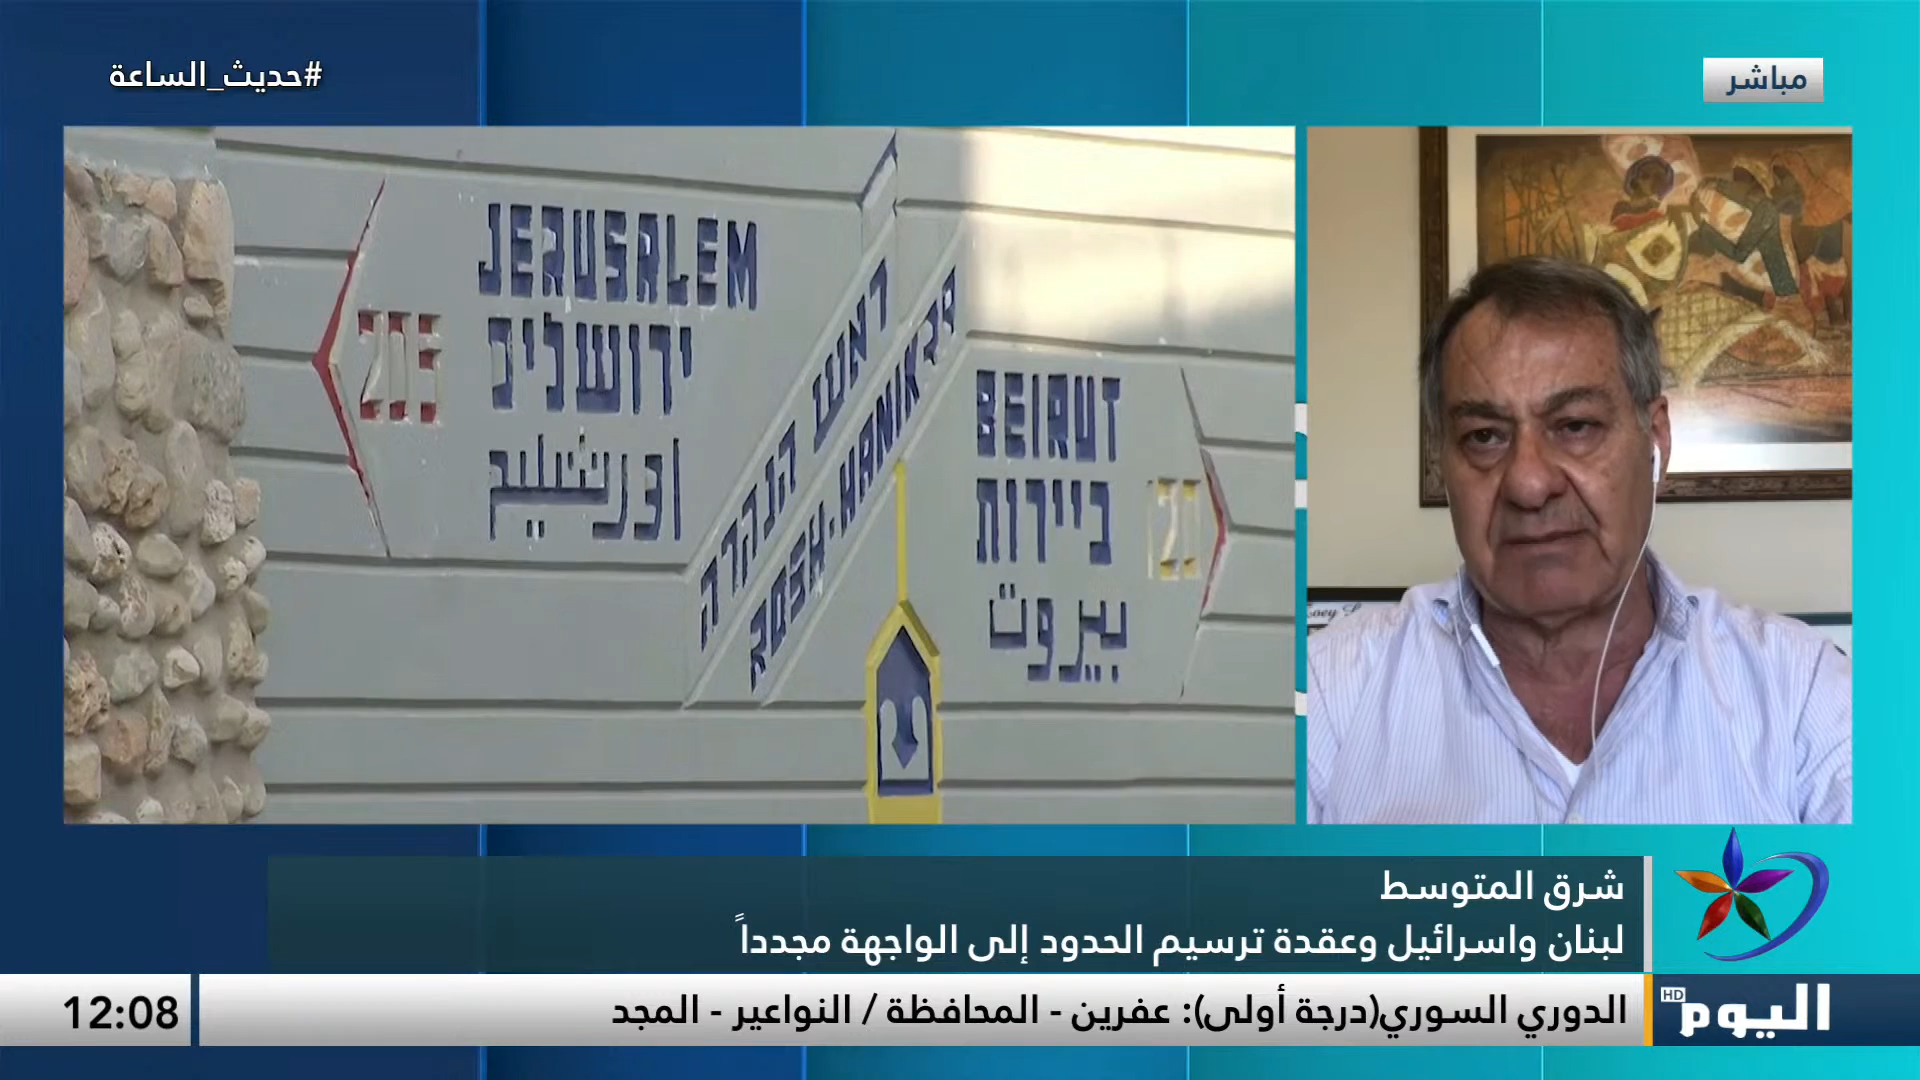 #حديث_الساعة
مباشر
JERUSALEM
ירושלים
اورشليم
205
ראש הנקרה
ROSH-HANIKRA
BEIRUT
ביירות
بيروت
شرق المتوسط
لبنان واسرائيل وعقدة ترسيم الحدود إلى الواجهة مجدداً
اليوم HD
الدوري السوري(درجة أولى): عفرين - المحافظة / النواعير - المجد
12:08